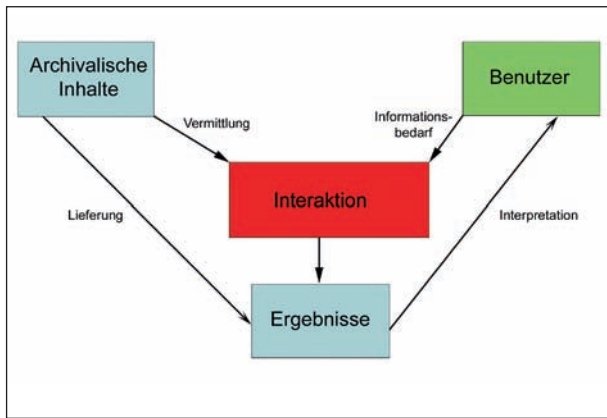 Archivalische
Inhalte
Benutzer
Vermittlung
Informations-
bedarf
Interaktion
Lieferung
Interpretation
Ergebnisse